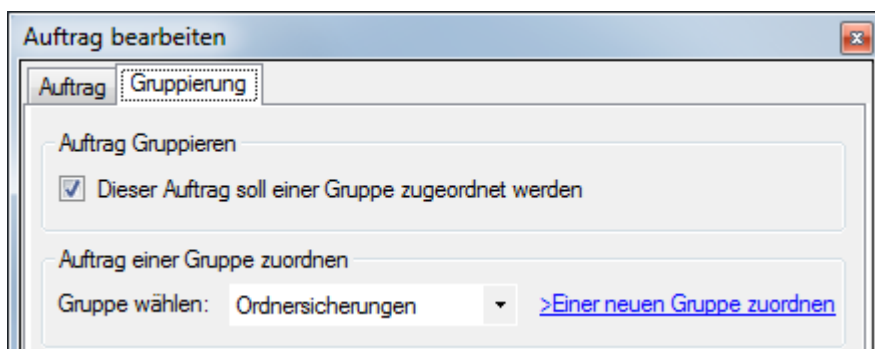 Auftrag bearbeiten
Auftrag Gruppierung
Auftrag Gruppieren
Dieser Auftrag soll einer Gruppe zugeordnet werden
Auftrag einer Gruppe zuordnen
Gruppe wählen: Ordnersicherungen >Einer neuen Gruppe zuordnen